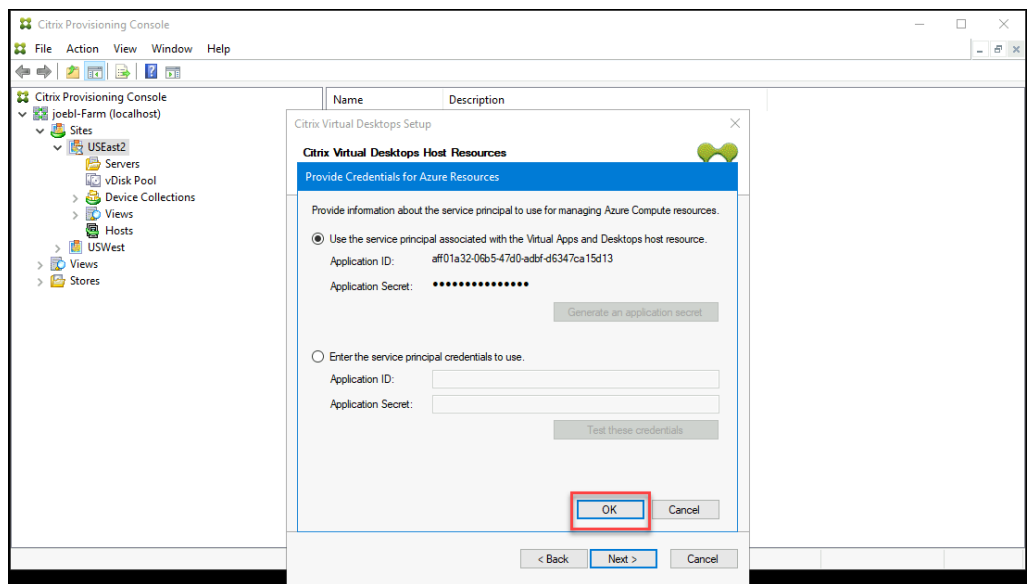 Citrix Provisioning Console
File Action View Window Help
Citrix Provisioning Console
joebl-Farm (localhost)
Sites
USEast2
Servers
vDisk Pool
Device Collections
Views
Hosts
USWest
Views
Stores
Name Description
Citrix Virtual Desktops Setup
Citrix Virtual Desktops Host Resources
Provide Credentials for Azure Resources
Provide information about the service principal to use for managing Azure Compute resources.
Use the service principal associated with the Virtual Apps and Desktops host resource.
Application ID: aff01a32-06b5-47d0-adbf-d6347ca15d13
Application Secret: •••••••••••••••
Generate an application secret
Enter the service principal credentials to use.
Application ID:
Application Secret:
Test these credentials
OK Cancel
< Back Next > Cancel